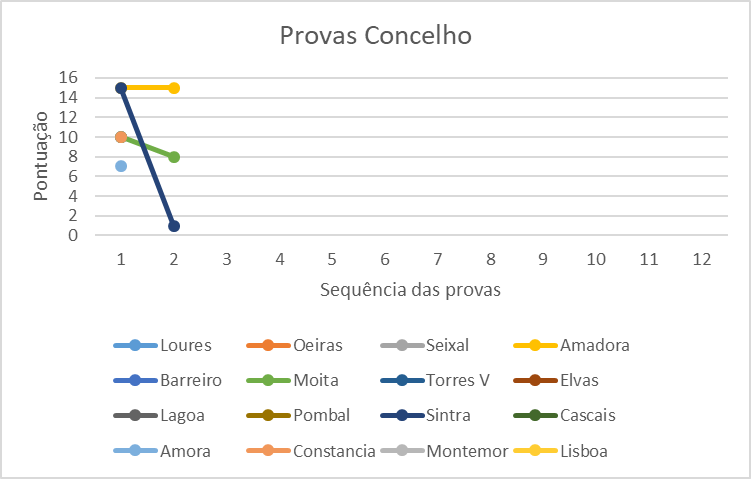 Provas Concelho
16
14
12
10
8
6
4
2
0
Pontuação
1 2 3 4 5 6 7 8 9 10 11 12
Sequência das provas
Loures Oeiras Seixal Amadora
Barreiro Moita Torres V Elvas
Lagoa Pombal Sintra Cascais
Amora Constancia Montemor Lisboa